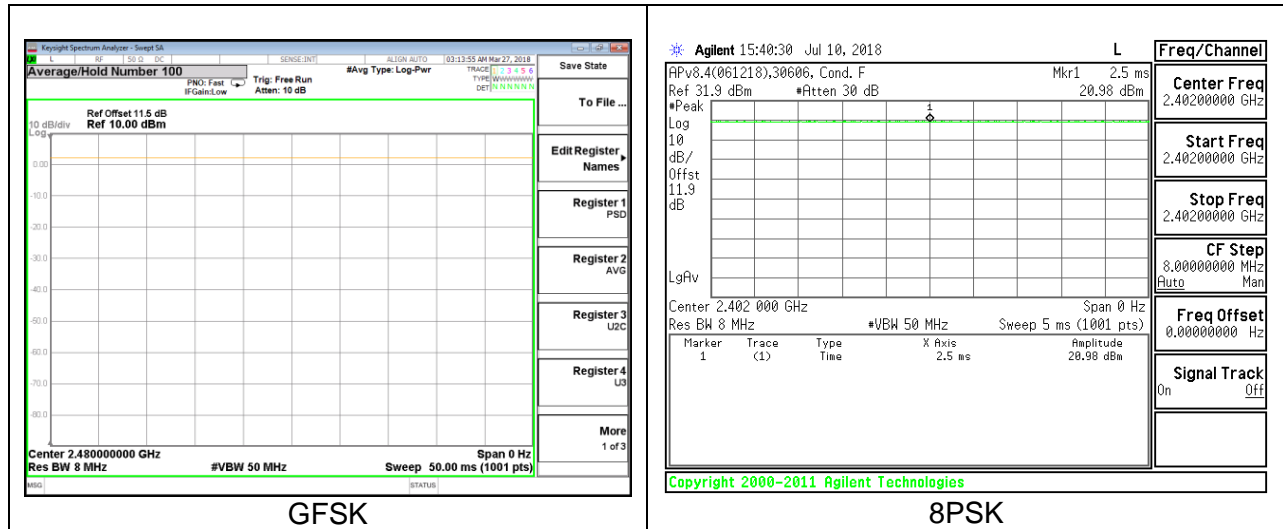 Keysight Spectrum Analyzer - Swept SA
L RF 50 Ω DC SENSE:INT ALIGN AUTO 03:13:55 AM Mar 27, 2018
Average/Hold Number 100
PNO: Fast
IFGain:Low
Trig: Free Run
Atten: 10 dB
#Avg Type: Log-Pwr
TRACE 1 2 3 4 5 6
TYPE WWWWWW
DET N N N N N N
Ref Offset 11.5 dB
10 dB/div Ref 10.00 dBm
Log
0.00
-10.0
-20.0
-30.0
-40.0
-50.0
-60.0
-70.0
-80.0
Center 2.480000000 GHz Span 0 Hz
Res BW 8 MHz #VBW 50 MHz Sweep 50.00 ms (1001 pts)
MSG STATUS
Save State
To File ...
Edit Register
Names
Register 1
PSD
Register 2
AVG
Register 3
U2C
Register 4
U3
More
1 of 3
GFSK
Agilent 15:40:30 Jul 10, 2018 L
APv8.4(061218),30606, Cond. F Mkr1 2.5 ms
Ref 31.9 dBm #Atten 30 dB 20.98 dBm
#Peak
Log
10
dB/
Offst
11.9
dB
LgAv
1
Center 2.402 000 GHz Span 0 Hz
Res BW 8 MHz #VBW 50 MHz Sweep 5 ms (1001 pts)
Marker Trace Type X Axis Amplitude
1 (1) Time 2.5 ms 20.98 dBm
Copyright 2000-2011 Agilent Technologies
Freq/Channel
Center Freq
2.40200000 GHz
Start Freq
2.40200000 GHz
Stop Freq
2.40200000 GHz
CF Step
8.00000000 MHz
Auto Man
Freq Offset
0.00000000 Hz
Signal Track
On Off
8PSK